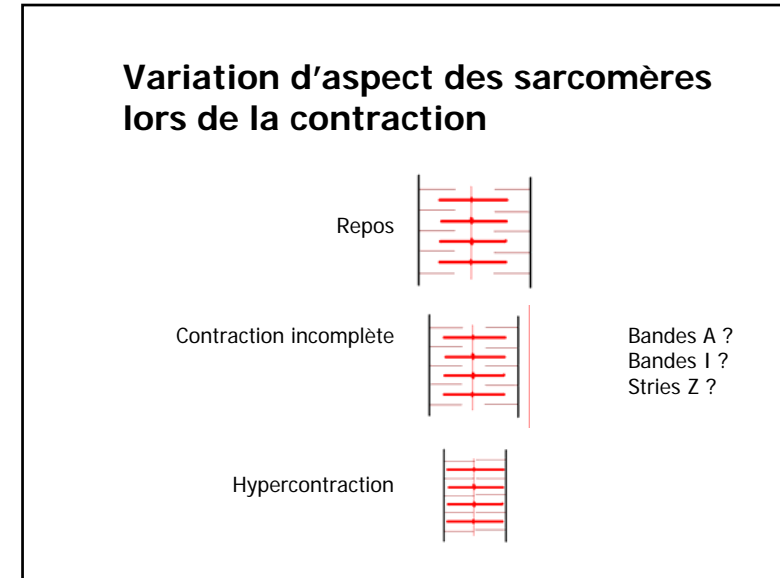 Variation d'aspect des sarcomères
lors de la contraction
Repos
Contraction incomplète
Bandes A ?
Bandes I ?
Stries Z ?
Hypercontraction